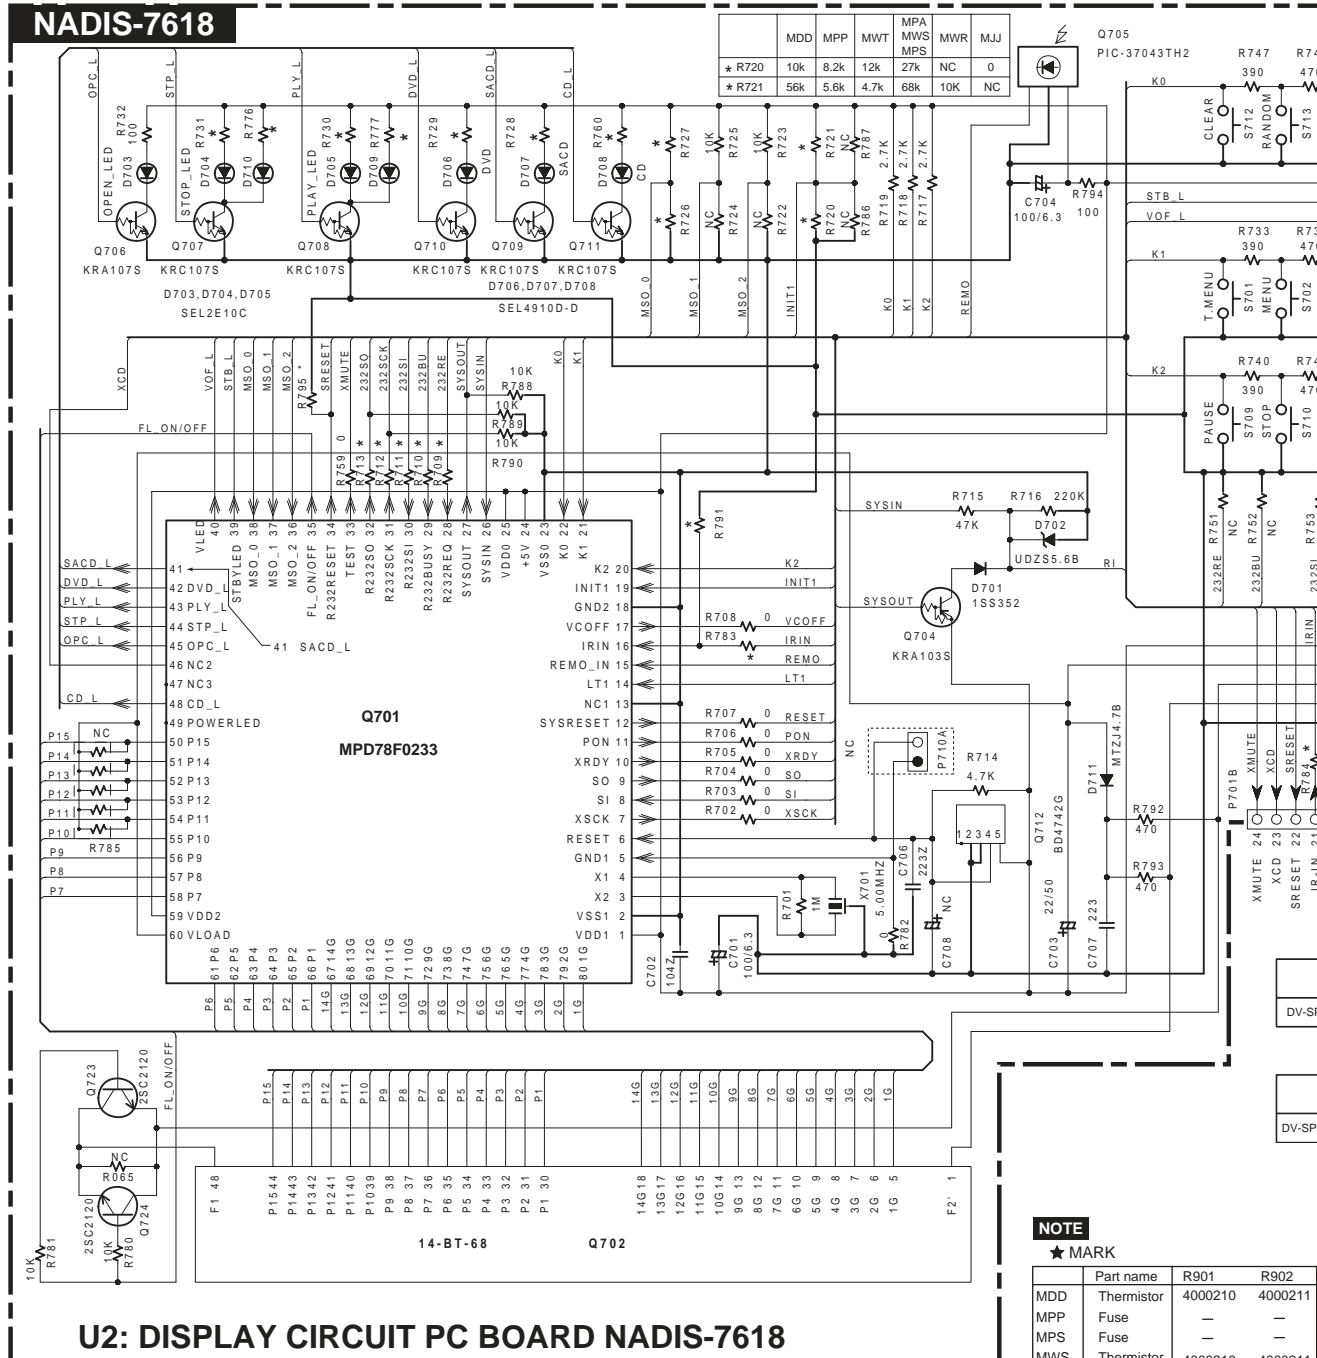 NADIS-7618
MDD MPP MWT MPA MWS MPS MWR MJJ
* R720 10k 8.2k 12k 27k NC 0
* R721 56k 5.6k 4.7k 68k 10K NC
Q705
PIC-37043TH2
OPC_L
STP_L
PLY_L
DVD_L
SACD_L
CD_L
R732
100
R731
*
R776
*
R730
*
R777
*
R729
*
R728
*
R760
*
OPEN_LED
D703
STOP_LED
D704
D710
PLAY_LED
D705
D709
D706
DVD
D707
SACD
D708
CD
Q706
KRA107S
Q707
KRC107S
Q708
KRC107S
Q710
KRC107S
Q709
KRC107S
Q711
KRC107S
D703,D704,D705
SEL2E10C
D706,D707,D708
SEL4910D-D
* R727
10K R725
10K R723
* R721
NC R787
* R726
NC R724
NC R722
* R720
NC R786
R719 2.7K
R718 2.7K
R717 2.7K
MSO_0
MSO_1
MSO_2
INIT1
K0
K1
K2
REMO
C704
100/6.3
R794
100
K0
STB_L
VOF_L
K1
K2
R747
390
CLEAR
S712
RANDOM
S713
R733
390
T.MENU
S701
MENU
S702
R740
390
PAUSE
S709
STOP
S710
XCD
VOF_L
STB_L
MSO_0
MSO_1
MSO_2
R795 *
SRESET
XMUTE
232SO
232SCK
232SI
232BU
232RE
SYSOUT
SYSIN
10K
R788
10K
R789
10K
R790
K0
K1
FL_ON/OFF
R759 0
R713 *
R712 *
R711 *
R710 *
R709 *
VLED 40
STBYLED 39
MSO_0 38
MSO_1 37
MSO_2 36
FL_ON/OFF 35
R232RESET 34
TEST 33
R232SO 32
R232SCK 31
R232SI 30
R232BUSY 29
R232REQ 28
SYSOUT 27
SYSIN 26
VDD0 25
+5V 24
VSS0 23
K0 22
K1 21
SACD_L 41
DVD_L 42 DVD_L
PLY_L 43 PLY_L
STP_L 44 STP_L
OPC_L 45 OPC_L
41 SACD_L
46 NC2
47 NC3
CD_L 48 CD_L
49 POWERLED
P15 NC 50 P15
P14 51 P14
P13 52 P13
P12 53 P12
P11 54 P11
P10 55 P10
R785
P9 56 P9
P8 57 P8
P7 58 P7
59 VDD2
60 VLOAD
Q701
MPD78F0233
K2 20 K2
INIT1 19 INIT1
GND2 18
VCOFF 17 R708 0 VCOFF
IRIN 16 R783 * IRIN
REMO_IN 15 REMO
LT1 14 LT1
NC1 13
SYSRESET 12 R707 0 RESET
PON 11 R706 0 PON
XRDY 10 R705 0 XRDY
SO 9 R704 0 SO
SI 8 R703 0 SI
XSCK 7 R702 0 XSCK
RESET 6
GND1 5
X1 4
X2 3
VSS1 2
VDD1 1
* R791
SYSIN
R715
47K
R716 220K
D702
UDZS5.6B
D701
1SS352
SYSOUT
Q704
KRA103S
RI
R751
NC
R752
NC
R753
232RE
232BU
232SI
IRIN
NC
P710A
R714
4.7K
1 2 3 4 5
Q712
BD4742G
D711
MTZJ4.7B
R792
470
R793
470
P701B
XMUTE
XCD
SRESET
R784 *
XMUTE 24
XCD 23
SRESET 22
IR-IN 21
R701
1M
X701
5.00MHZ
C706
223Z
R782
0
NC
C708
22/50
C703
223
C707
C702
104Z
C701
100/6.3
61 P6
62 P5
63 P4
64 P3
65 P2
66 P1
67 14G
68 13G
69 12G
70 11G
71 10G
72 9G
73 8G
74 7G
75 6G
76 5G
77 4G
78 3G
79 2G
80 1G
P6 P5 P4 P3 P2 P1 14G 13G 12G 11G 10G 9G 8G 7G 6G 5G 4G 3G 2G 1G
Q723
2SC2120
FL_ON/OFF
NC
R065
2SC2120
Q724
10K
R781
10K
R780
P15 P14 P13 P12 P11 P10 P9 P8 P7 P6 P5 P4 P3 P2 P1
14G 13G 12G 11G 10G 9G 8G 7G 6G 5G 4G 3G 2G 1G
F1 48
P15 44
P14 43
P13 42
P12 41
P11 40
P10 39
P9 38
P8 37
P7 36
P6 35
P5 34
P4 33
P3 32
P2 31
P1 30
14G 18
13G 17
12G 16
11G 15
10G 14
9G 13
8G 12
7G 11
6G 10
5G 9
4G 8
3G 7
2G 6
1G 5
F2' 1
14-BT-68
Q702
DV-SP
NOTE
★ MARK
Part name R901 R902
MDD Thermistor 4000210 4000211
MPP Fuse — —
MPS Fuse — —
MWS Thermistor
U2: DISPLAY CIRCUIT PC BOARD NADIS-7618